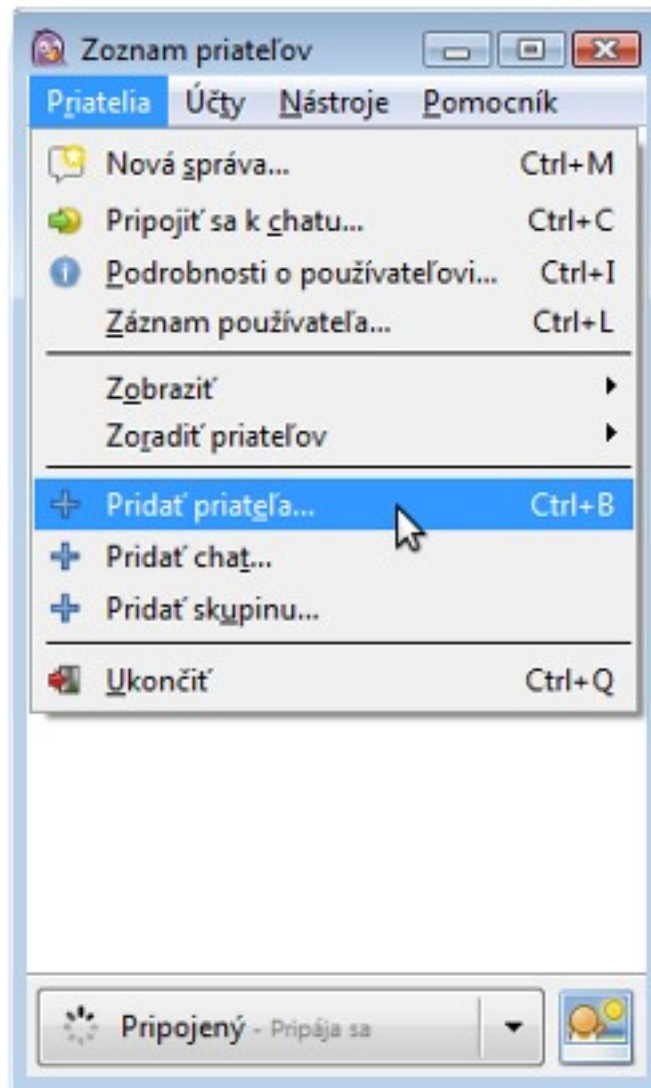 Zoznam priateľov
Priatelia Účty Nástroje Pomocník
Nová správa... Ctrl+M
Pripojiť sa k chatu... Ctrl+C
Podrobnosti o používateľovi... Ctrl+I
Záznam používateľa... Ctrl+L
Zobraziť
Zoradiť priateľov
Pridať priateľa... Ctrl+B
Pridať chat...
Pridať skupinu...
Ukončiť Ctrl+Q
Pripojený - Pripája sa